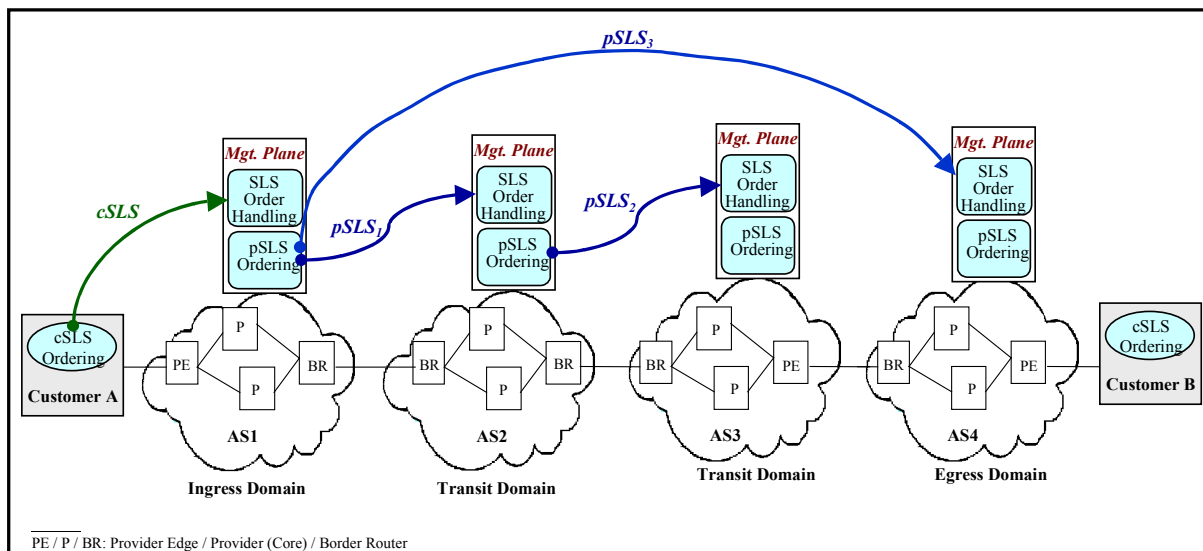 pSLS3
Mgt. Plane
SLS
Order
Handling
pSLS
Ordering
Mgt. Plane
SLS
Order
Handling
pSLS
Ordering
Mgt. Plane
SLS
Order
Handling
pSLS
Ordering
Mgt. Plane
SLS
Order
Handling
pSLS
Ordering
cSLS
pSLS1
pSLS2
cSLS
Ordering
Customer A
PE
P
P
BR
AS1
Ingress Domain
BR
P
P
BR
AS2
Transit Domain
BR
P
P
PE
AS3
Transit Domain
BR
P
P
PE
AS4
Egress Domain
cSLS
Ordering
Customer B
PE / P / BR: Provider Edge / Provider (Core) / Border Router